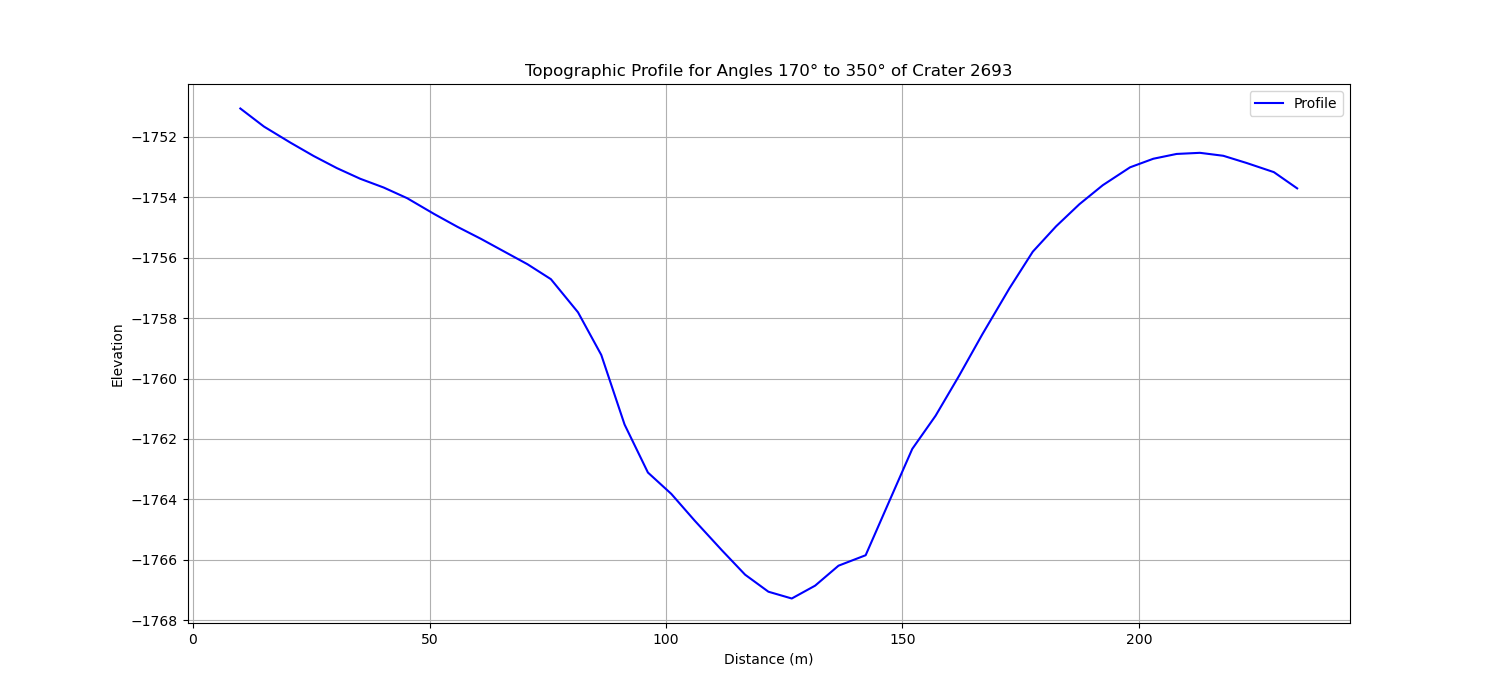 Topographic Profile for Angles 170° to 350° of Crater 2693
Profile
−1752
−1754
−1756
−1758
−1760
−1762
−1764
−1766
−1768
Elevation
0 50 100 150 200
Distance (m)